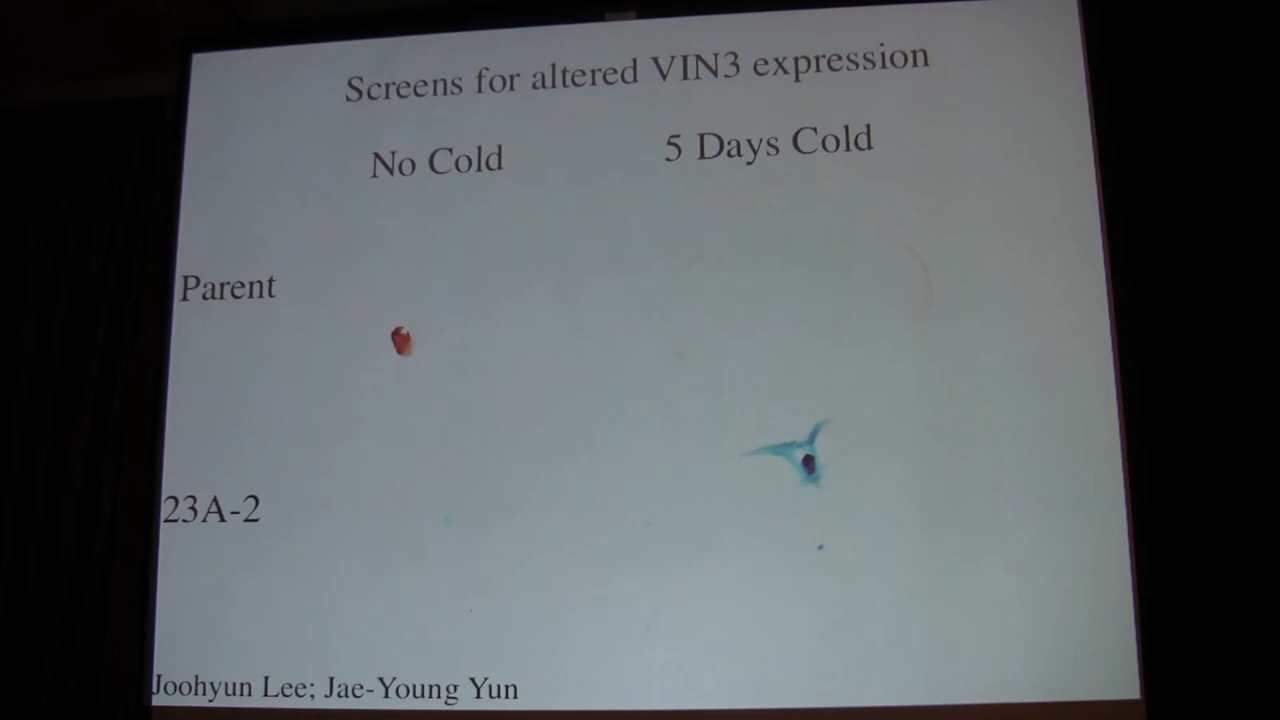 Screens for altered VIN3 expression
No Cold
5 Days Cold
Parent
23A-2
Joohyun Lee; Jae-Young Yun